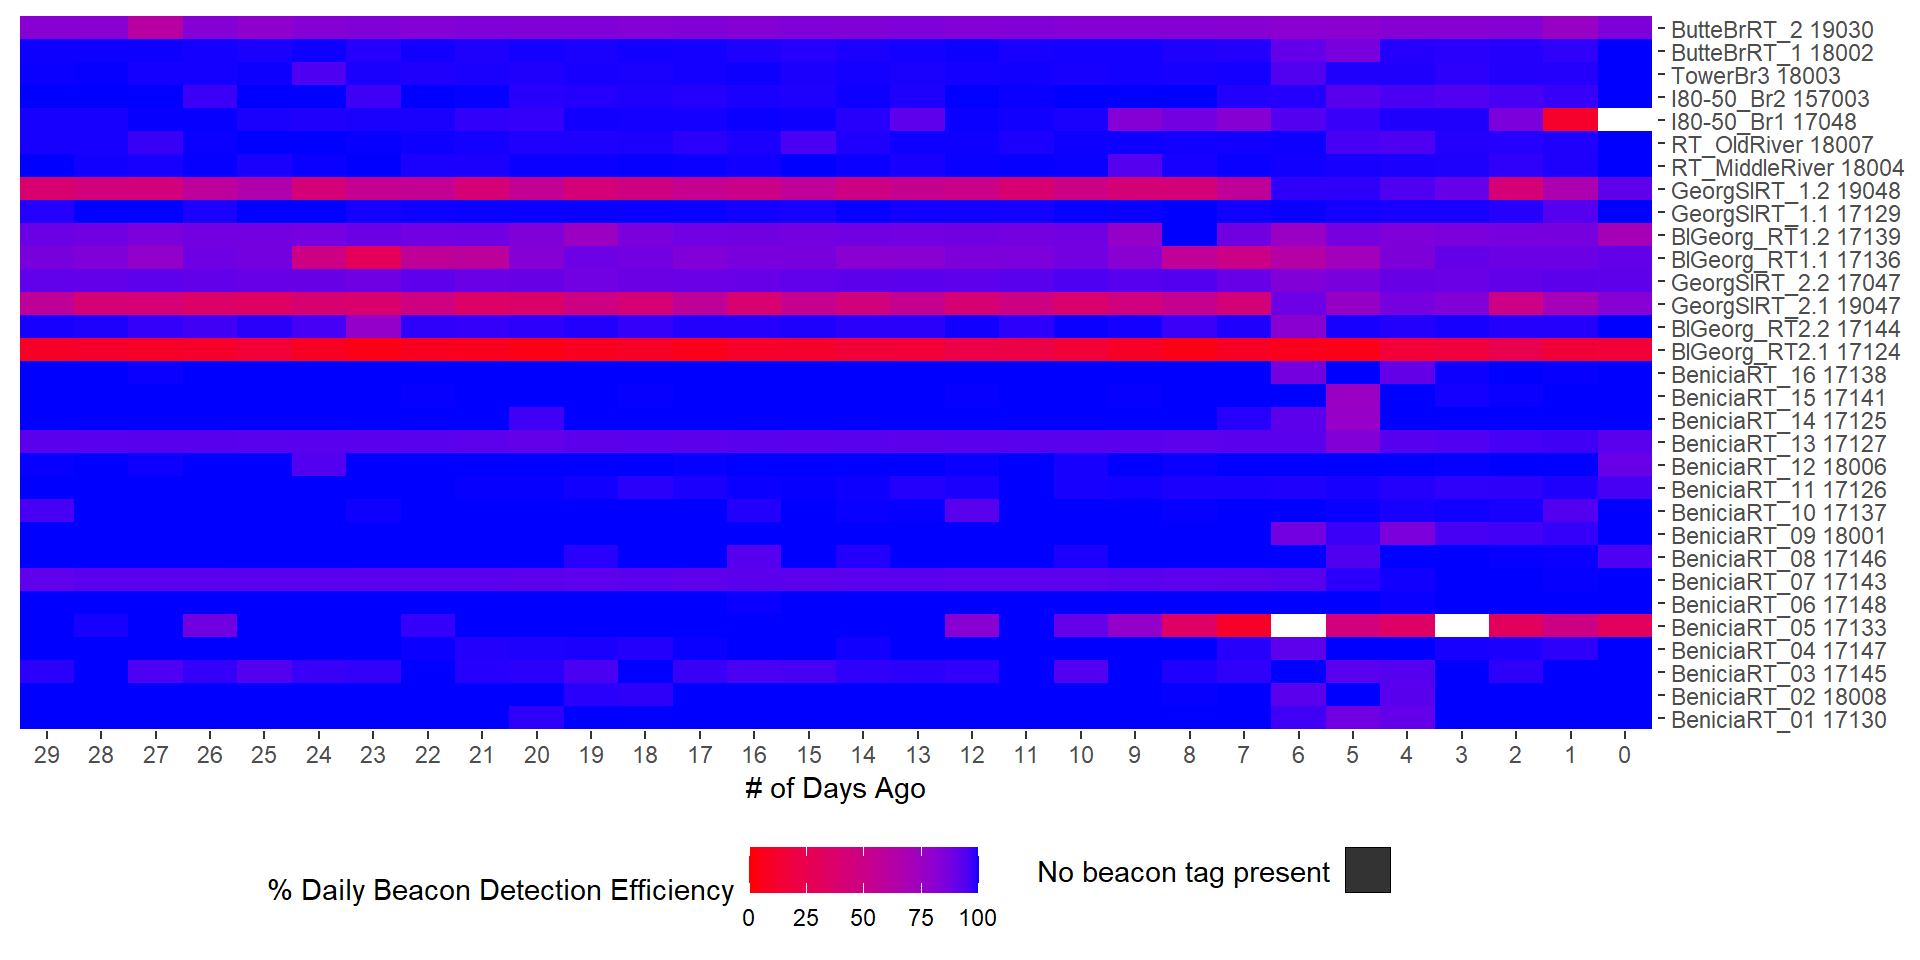 ButteBrRT_2 19030
ButteBrRT_1 18002
TowerBr3 18003
I80-50_Br2 157003
I80-50_Br1 17048
RT_OldRiver 18007
RT_MiddleRiver 18004
GeorgSlRT_1.2 19048
GeorgSlRT_1.1 17129
BlGeorg_RT1.2 17139
BlGeorg_RT1.1 17136
GeorgSlRT_2.2 17047
GeorgSlRT_2.1 19047
BlGeorg_RT2.2 17144
BlGeorg_RT2.1 17124
BeniciaRT_16 17138
BeniciaRT_15 17141
BeniciaRT_14 17125
BeniciaRT_13 17127
BeniciaRT_12 18006
BeniciaRT_11 17126
BeniciaRT_10 17137
BeniciaRT_09 18001
BeniciaRT_08 17146
BeniciaRT_07 17143
BeniciaRT_06 17148
BeniciaRT_05 17133
BeniciaRT_04 17147
BeniciaRT_03 17145
BeniciaRT_02 18008
BeniciaRT_01 17130
29 28 27 26 25 24 23 22 21 20 19 18 17 16 15 14 13 12 11 10 9 8 7 6 5 4 3 2 1 0
# of Days Ago
% Daily Beacon Detection Efficiency
0 25 50 75 100
No beacon tag present